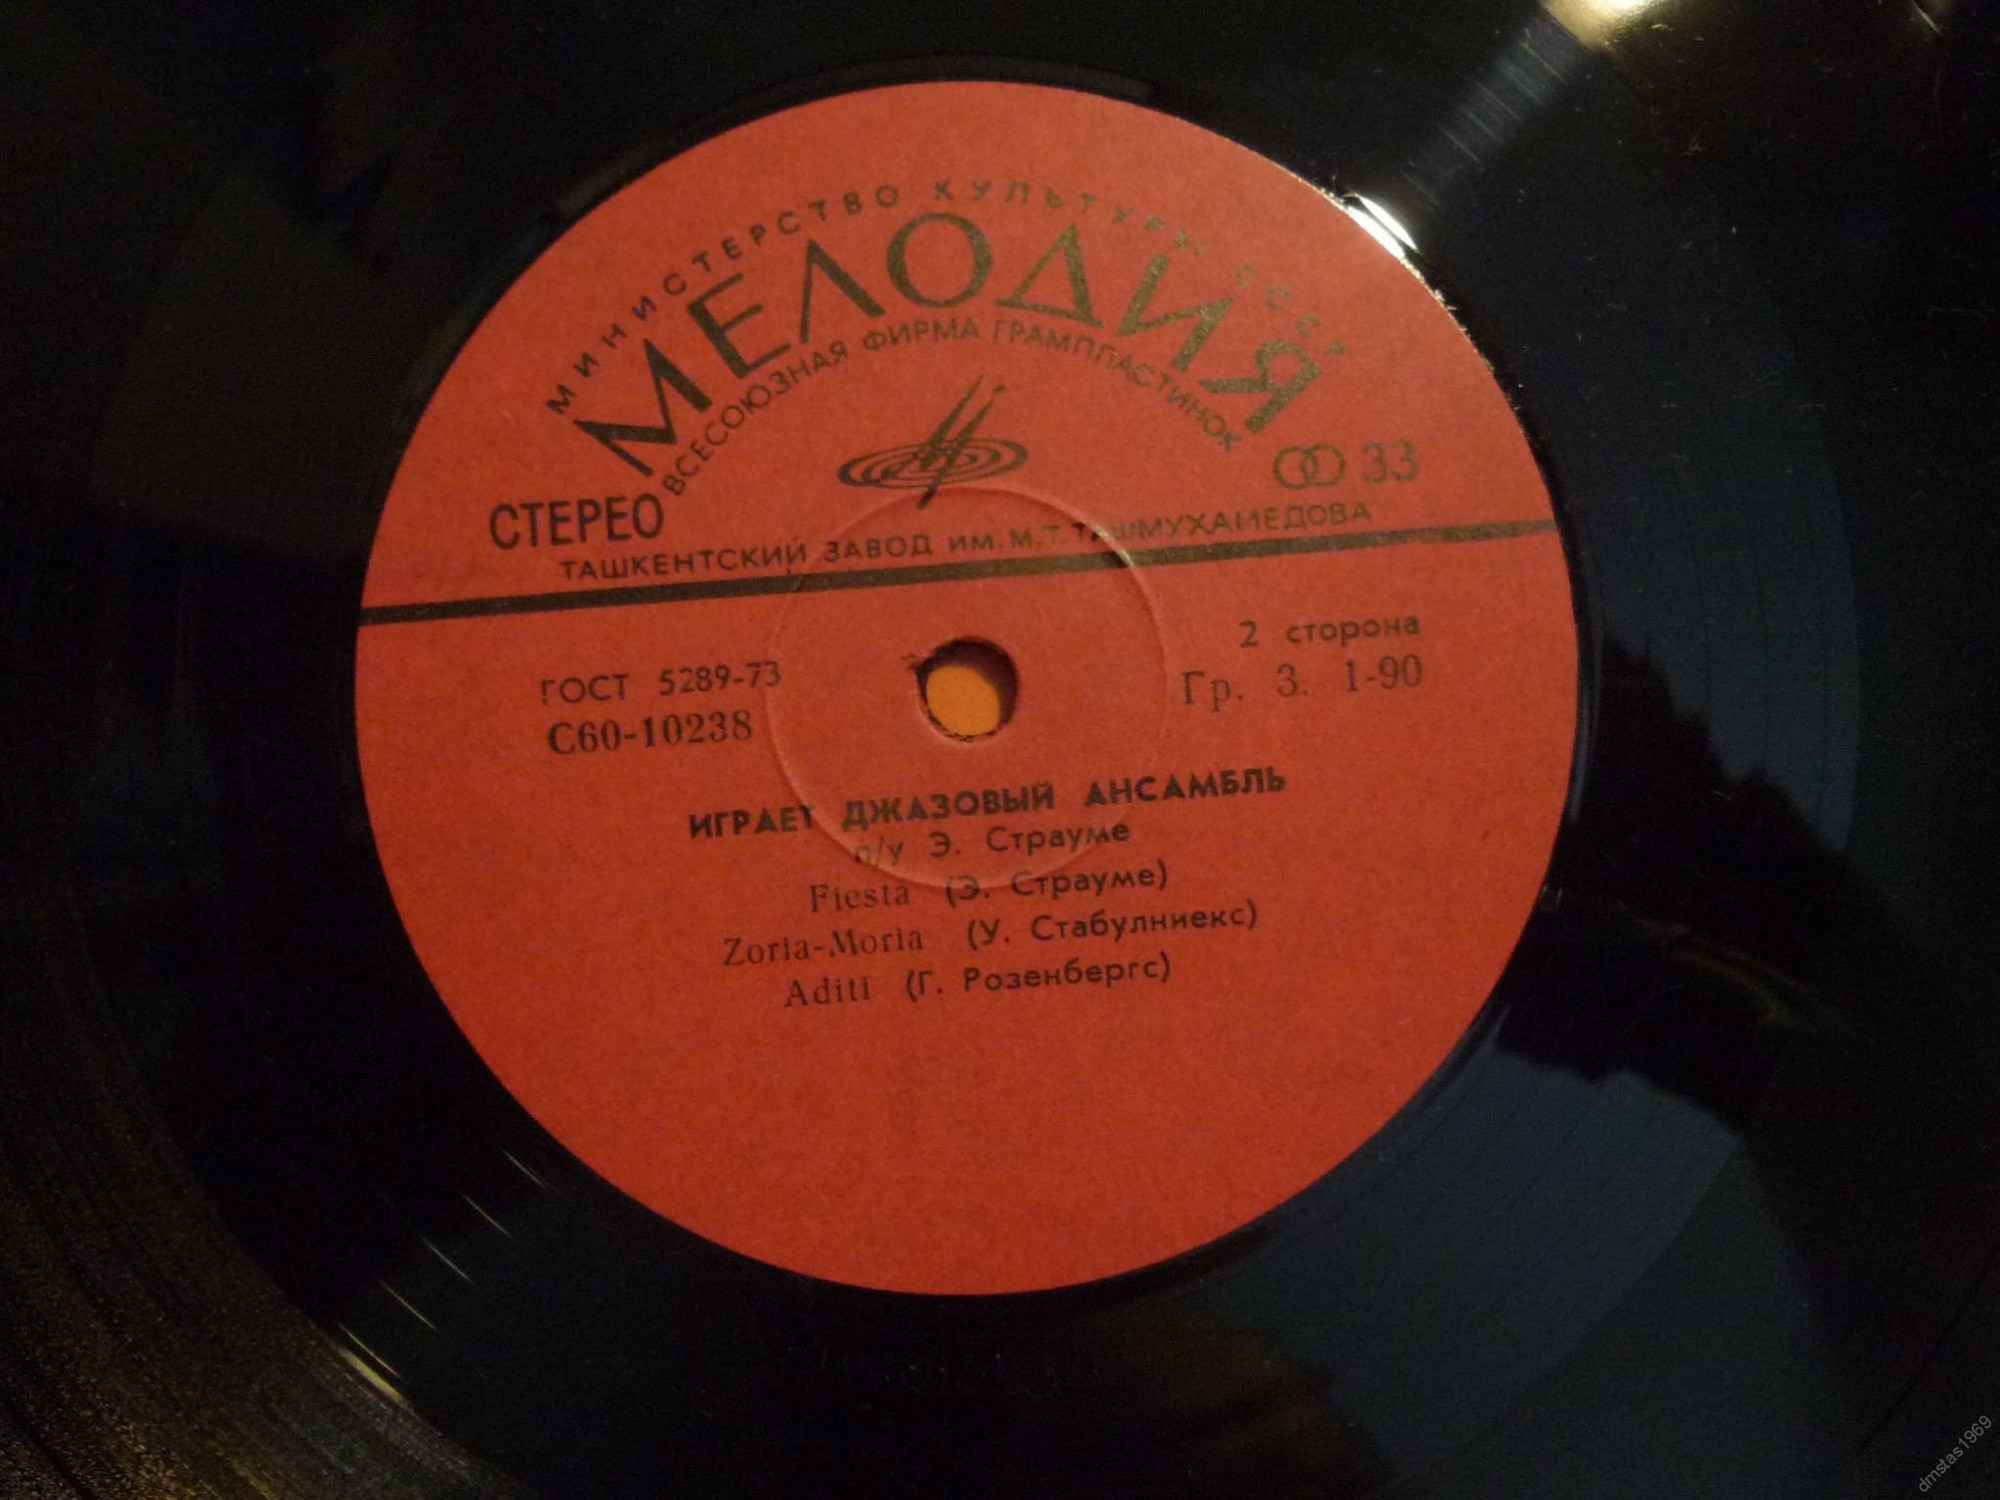 МИНИСТЕРСТВО КУЛЬТУРЫ СССР
МЕЛОДИЯ
ВСЕСОЮЗНАЯ ФИРМА ГРАМПЛАСТИНОК
СТЕРЕО
33
ТАШКЕНТСКИЙ ЗАВОД ИМ. М.Т. ТАШМУХАМЕДОВА
ГОСТ 5289-73
2 сторона
С60-10238
Гр. 3. 1-90
ИГРАЕТ ДЖАЗОВЫЙ АНСАМБЛЬ
п/у Э. Страуме
Fiesta (Э. Страуме)
Zoria-Moria (У. Стабулниекс)
Aditi (Г. Розенбергс)
dmstas1969